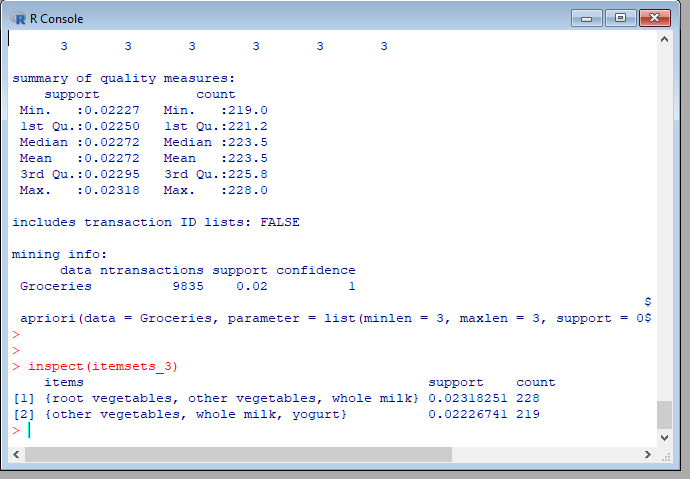 R Console
3 3 3 3 3 3
summary of quality measures:
support count
Min. :0.02227 Min. :219.0
1st Qu.:0.02250 1st Qu.:221.2
Median :0.02272 Median :223.5
Mean :0.02272 Mean :223.5
3rd Qu.:0.02295 3rd Qu.:225.8
Max. :0.02318 Max. :228.0
includes transaction ID lists: FALSE
mining info:
data ntransactions support confidence
Groceries 9835 0.02 1
$
apriori(data = Groceries, parameter = list(minlen = 3, maxlen = 3, support = 0$
>
>
> inspect(itemsets_3)
items support count
[1] {root vegetables, other vegetables, whole milk} 0.02318251 228
[2] {other vegetables, whole milk, yogurt} 0.02226741 219
>